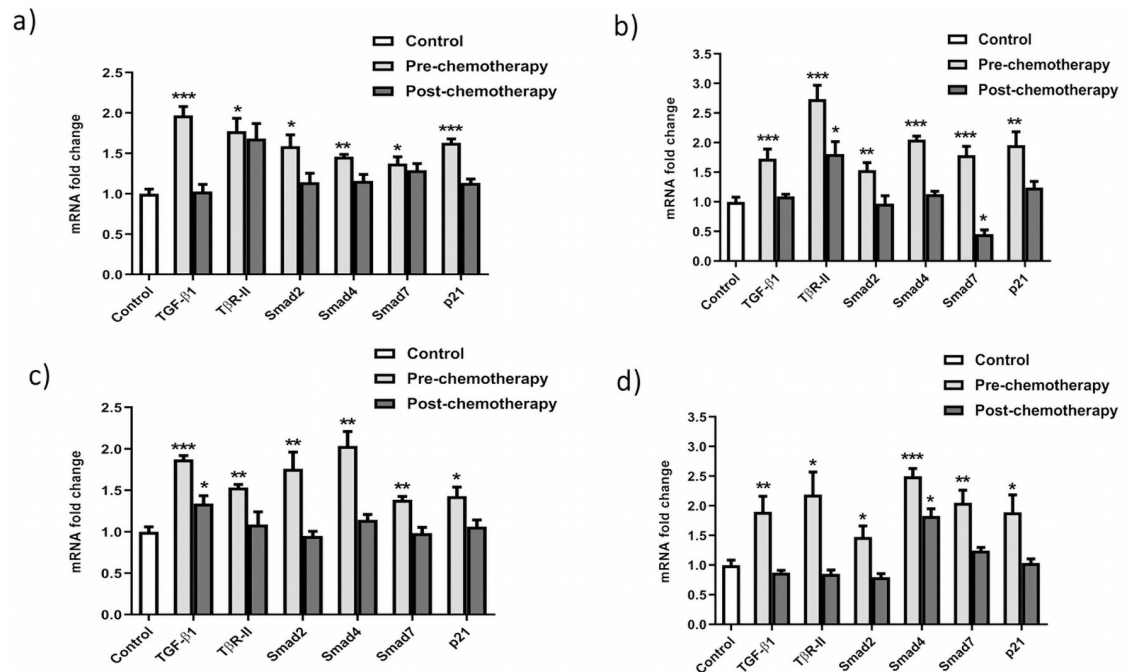 a)
Control
Pre-chemotherapy
Post-chemotherapy
mRNA fold change
2.5
2.0
1.5
1.0
0.5
0.0
*** * * ** * ***
Control TGF-β1 TβR-II Smad2 Smad4 Smad7 p21
b)
Control
Pre-chemotherapy
Post-chemotherapy
mRNA fold change
3.5
3.0
2.5
2.0
1.5
1.0
0.5
0.0
*** *** * ** *** *** * **
Control TGF-β1 TβR-II Smad2 Smad4 Smad7 p21
c)
Control
Pre-chemotherapy
Post-chemotherapy
mRNA fold change
2.5
2.0
1.5
1.0
0.5
0.0
*** * ** ** ** ** *
Control TGF-β1 TβR-II Smad2 Smad4 Smad7 p21
d)
Control
Pre-chemotherapy
Post-chemotherapy
mRNA fold change
3.5
3.0
2.5
2.0
1.5
1.0
0.5
0.0
** * * *** * ** *
Control TGF-β1 TβR-II Smad2 Smad4 Smad7 p21